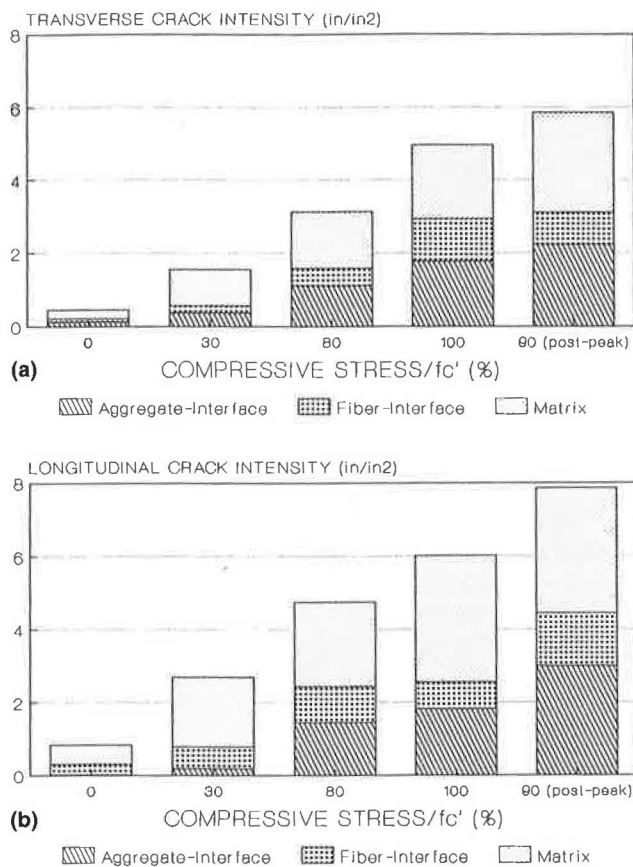 TRANSVERSE CRACK INTENSITY (in/in2)
8
6
4
2
0
0 30 80 100 90 (post-peak)
(a) COMPRESSIVE STRESS/fc' (%)
Aggregate-Interface Fiber-Interface Matrix
LONGITUDINAL CRACK INTENSITY (in/in2)
8
6
4
2
0
0 30 80 100 90 (post-peak)
(b) COMPRESSIVE STRESS/fc' (%)
Aggregate-Interface Fiber-Interface Matrix